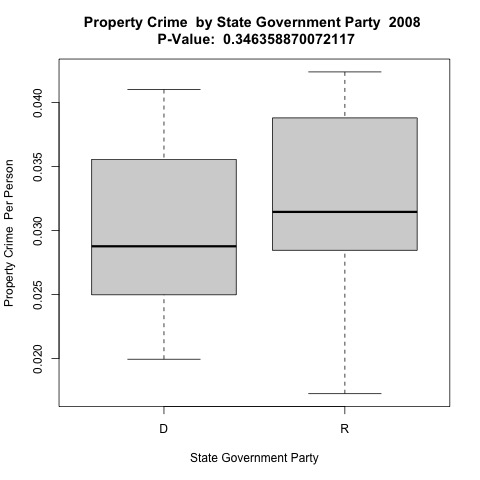 Property Crime  by State Government Party  2008
P-Value:  0.346358870072117
0.040
0.035
0.030
0.025
0.020
Property Crime  Per Person
D
R
State Government Party